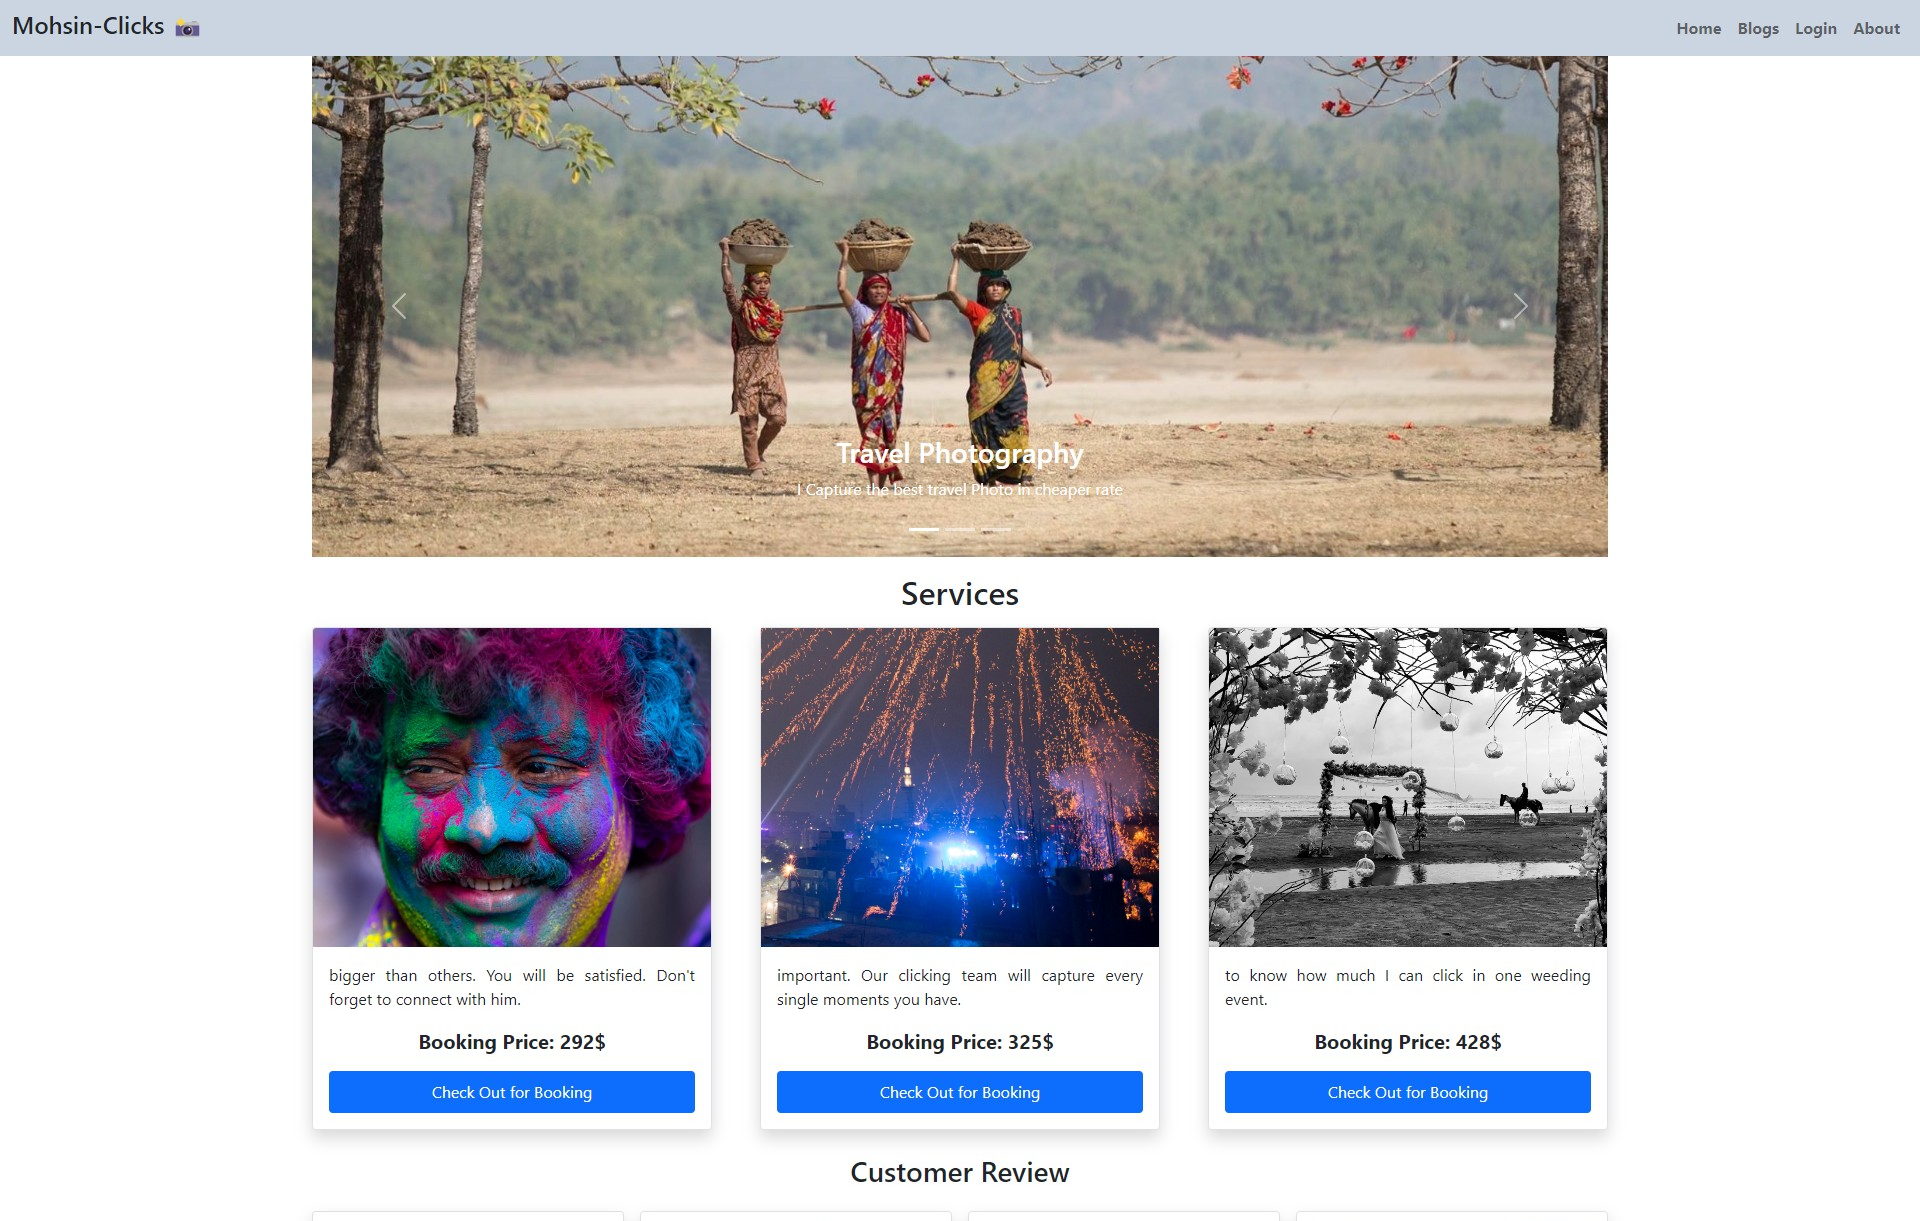 Mohsin-Clicks
Home Blogs Login About
Travel Photography
I Capture the best travel Photo in cheaper rate
Services
bigger than others. You will be satisfied. Don't
forget to connect with him.
Booking Price: 292$
Check Out for Booking
important. Our clicking team will capture every
single moments you have.
Booking Price: 325$
Check Out for Booking
to know how much I can click in one weeding
event.
Booking Price: 428$
Check Out for Booking
Customer Review